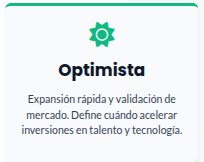 Optimista
Expansión rápida y validación de
mercado. Define cuándo acelerar
inversiones en talento y tecnología.